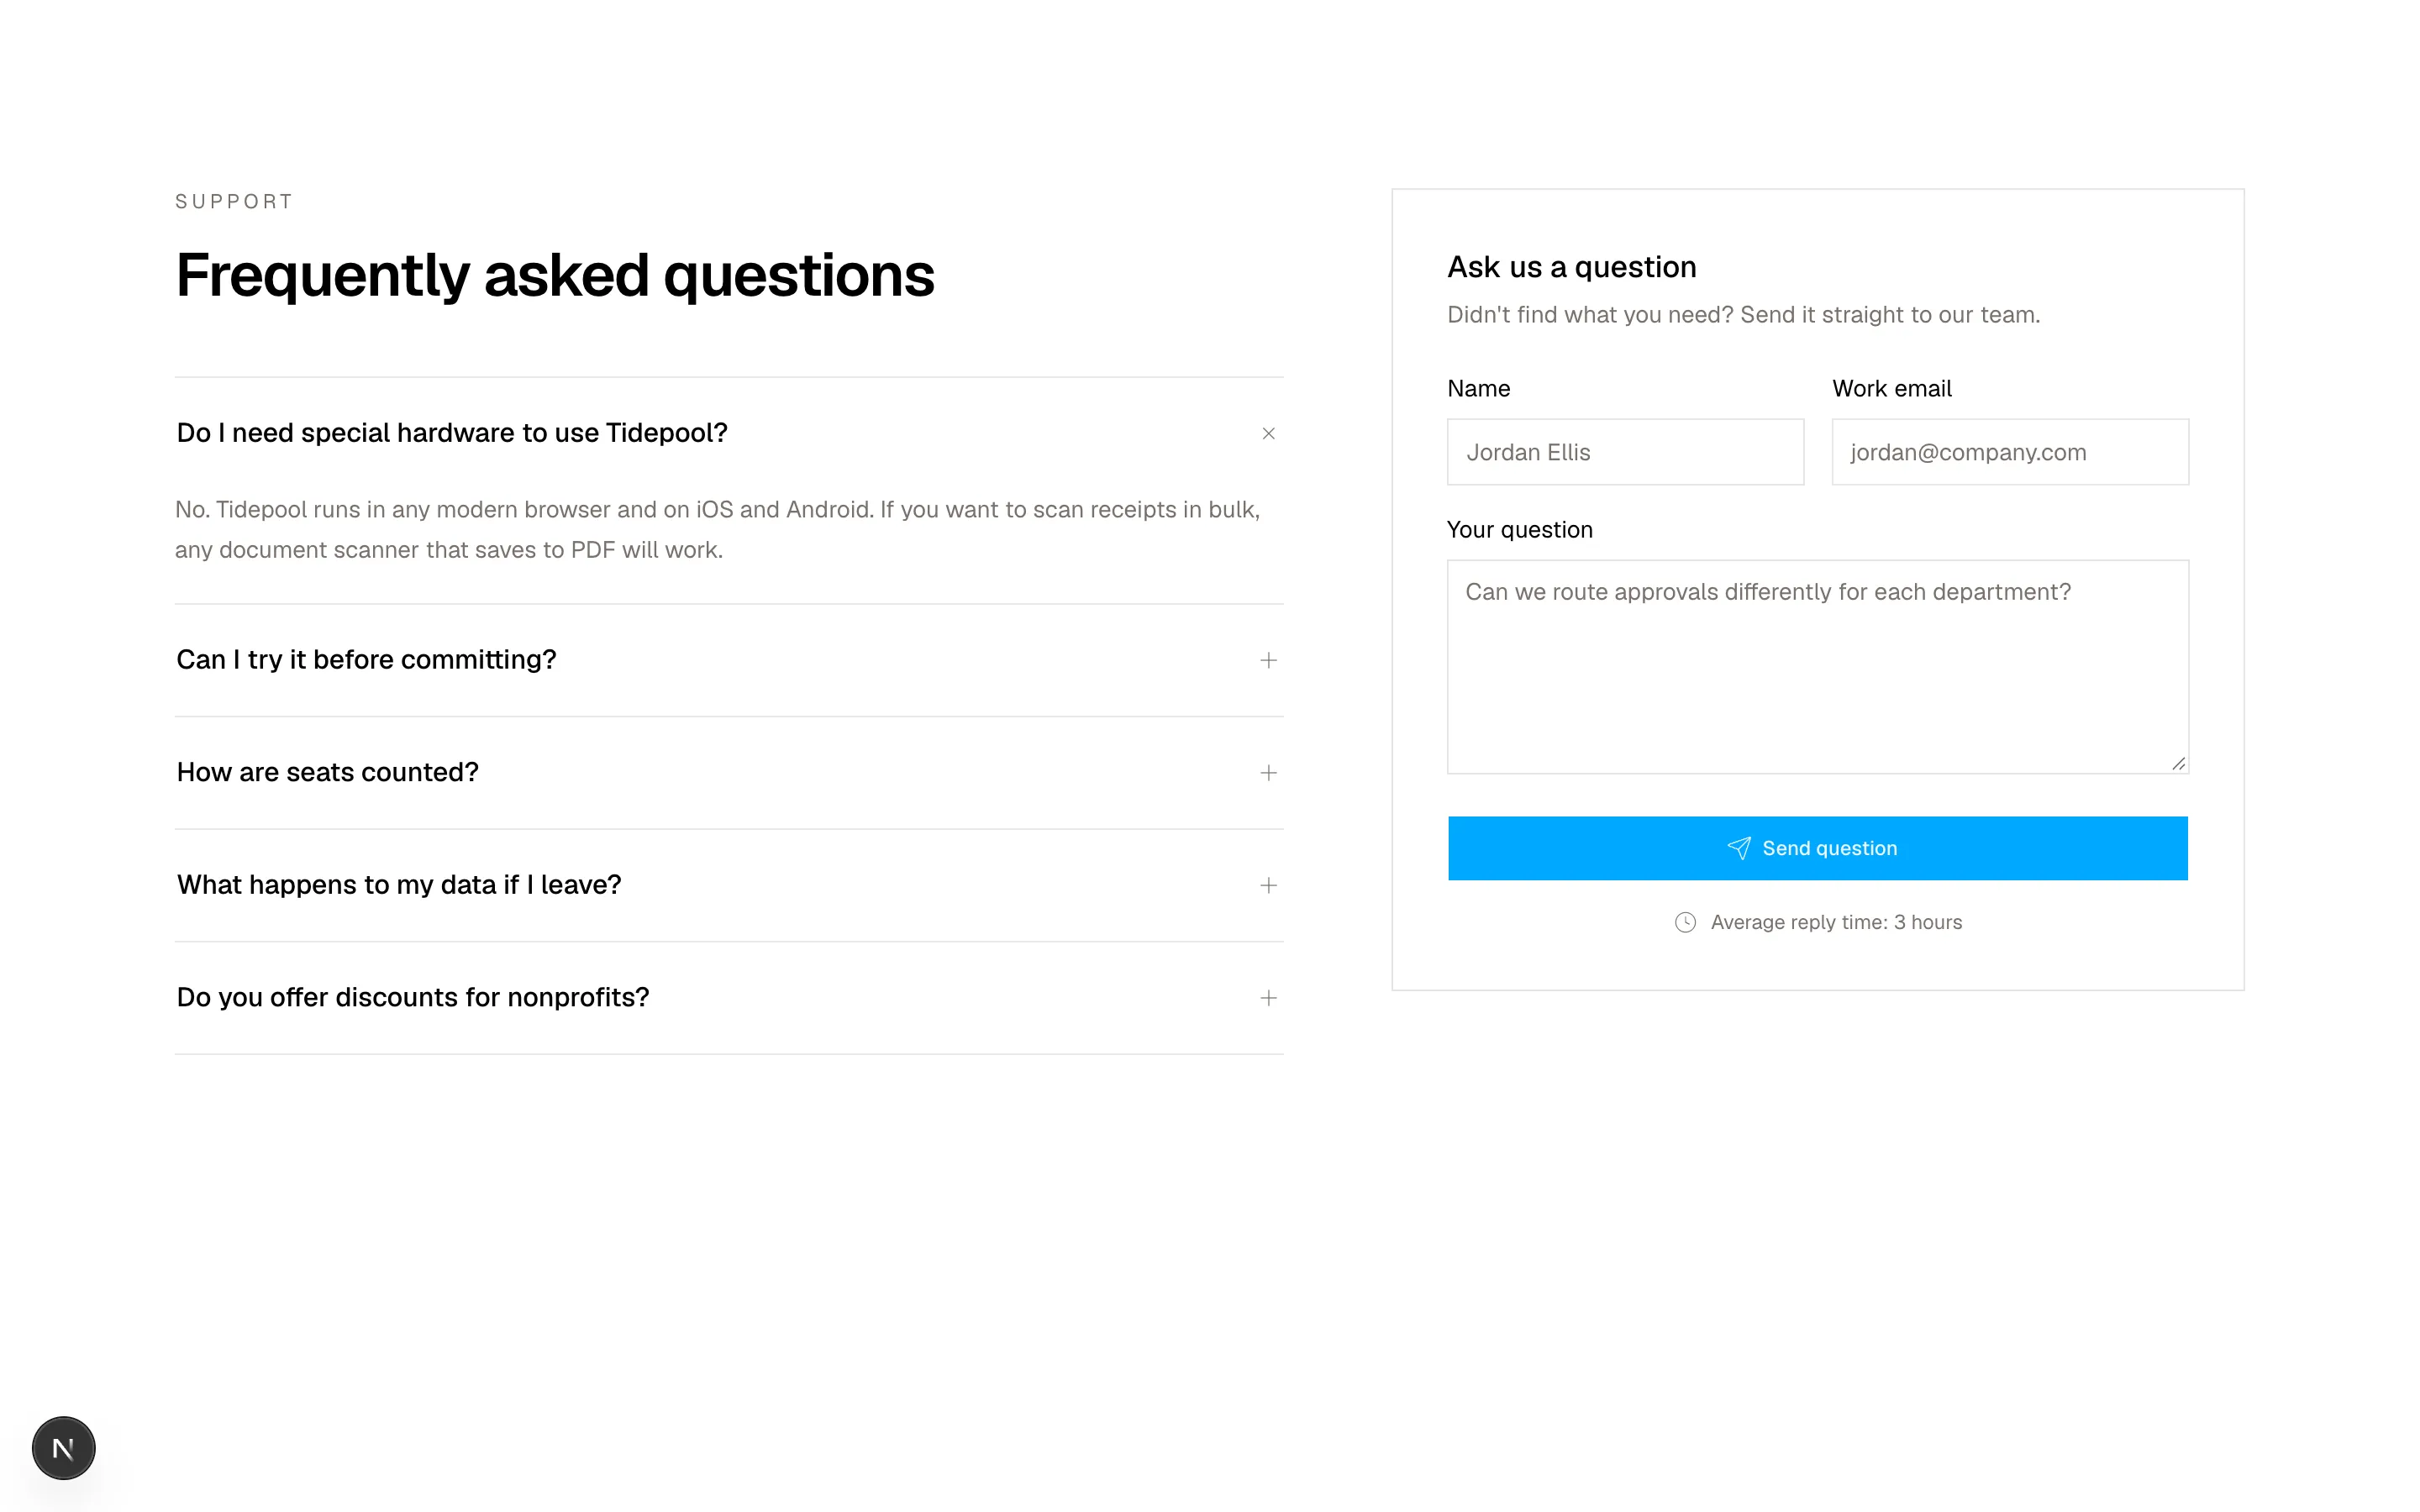 SUPPORT
Frequently asked questions
Do I need special hardware to use Tidepool?
No. Tidepool runs in any modern browser and on iOS and Android. If you want to scan receipts in bulk,
any document scanner that saves to PDF will work.
Can I try it before committing?
How are seats counted?
What happens to my data if I leave?
Do you offer discounts for nonprofits?
Ask us a question
Didn't find what you need? Send it straight to our team.
Name
Work email
Jordan Ellis
jordan@company.com
Your question
Can we route approvals differently for each department?
Send question
Average reply time: 3 hours
N